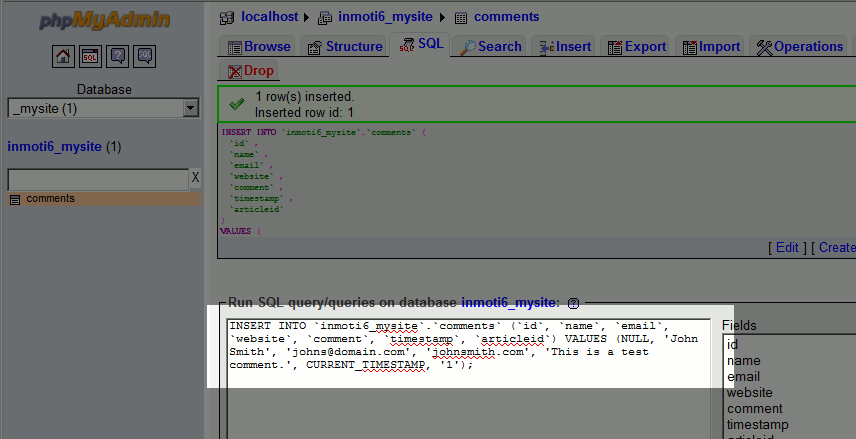 phpMyAdmin
localhost inmoti6_mysite comments
Browse Structure SQL Search Insert Export Import Operations
Drop
Database
_mysite (1)
inmoti6_mysite (1)
X
comments
1 row(s) inserted.
Inserted row id: 1
INSERT INTO `inmoti6_mysite`.`comments` (
`id` ,
`name` ,
`email` ,
`website` ,
`comment` ,
`timestamp` ,
`articleid`
)
VALUES (
[ Edit ] [ Create
Run SQL query/queries on database inmoti6_mysite:
INSERT INTO `inmoti6_mysite`.`comments` (`id`, `name`, `email`,
`website`, `comment`, `timestamp`, `articleid`) VALUES (NULL, 'John
Smith', 'johns@domain.com', 'johnsmith.com', 'This is a test
comment.', CURRENT_TIMESTAMP, '1');
Fields
id
name
email
website
comment
timestamp
articleid